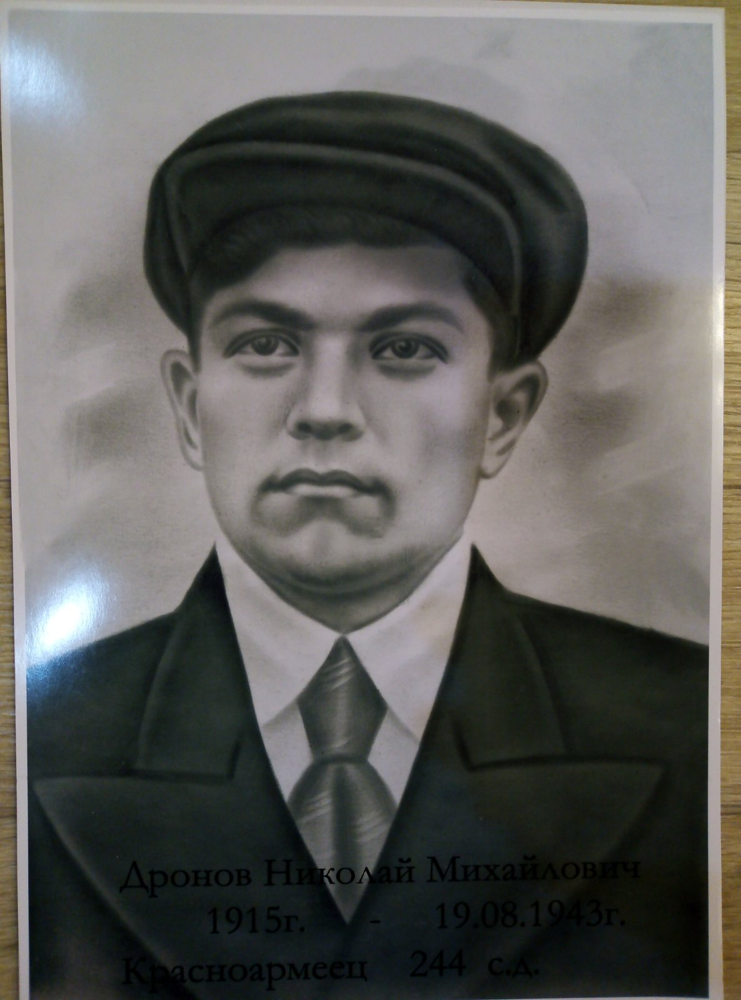 Дронов Николай Михайлович
1915г. - 19.08.1943г.
Красноармеец 244 с.д.